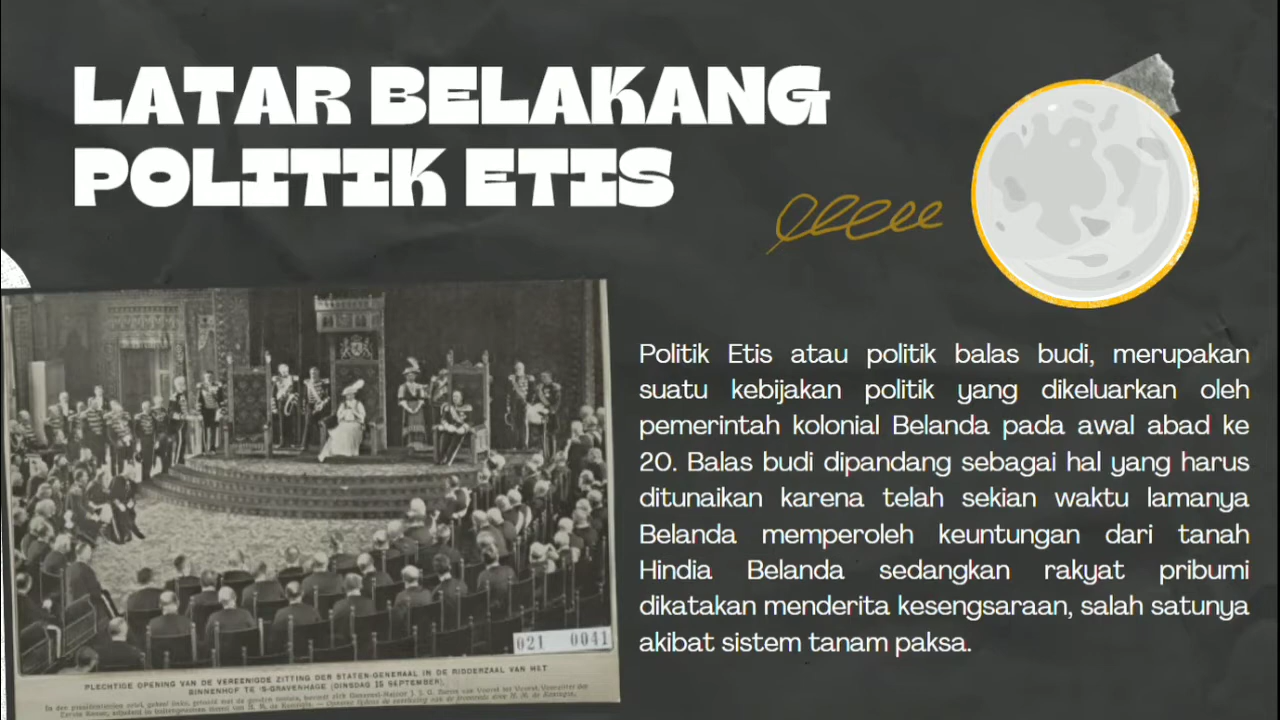 LATAR BELAKANG
POLITIK ETIS
Politik Etis atau politik balas budi, merupakan
suatu kebijakan politik yang dikeluarkan oleh
pemerintah kolonial Belanda pada awal abad ke
20. Balas budi dipandang sebagai hal yang harus
ditunaikan karena telah sekian waktu lamanya
Belanda memperoleh keuntungan dari tanah
Hindia Belanda sedangkan rakyat pribumi
dikatakan menderita kesengsaraan, salah satunya
akibat sistem tanam paksa.
021 0041
PLECHTIGE OPENING VAN DE VEREENIGDE ZITTING DER STATEN-GENERAAL IN DE RIDDERZAAL VAN HET
BINNENHOF TE 'S-GRAVENHAGE (DINSDAG 15 SEPTEMBER).